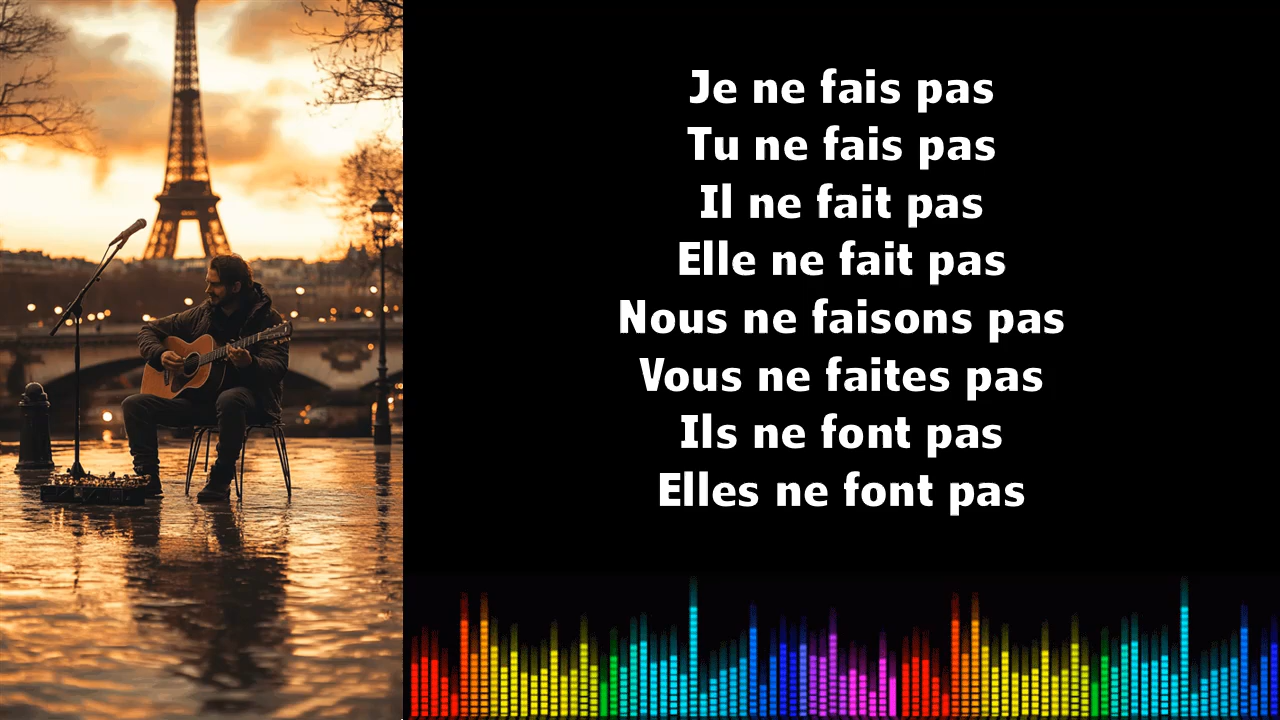 Je ne fais pas
Tu ne fais pas
Il ne fait pas
Elle ne fait pas
Nous ne faisons pas
Vous ne faites pas
Ils ne font pas
Elles ne font pas